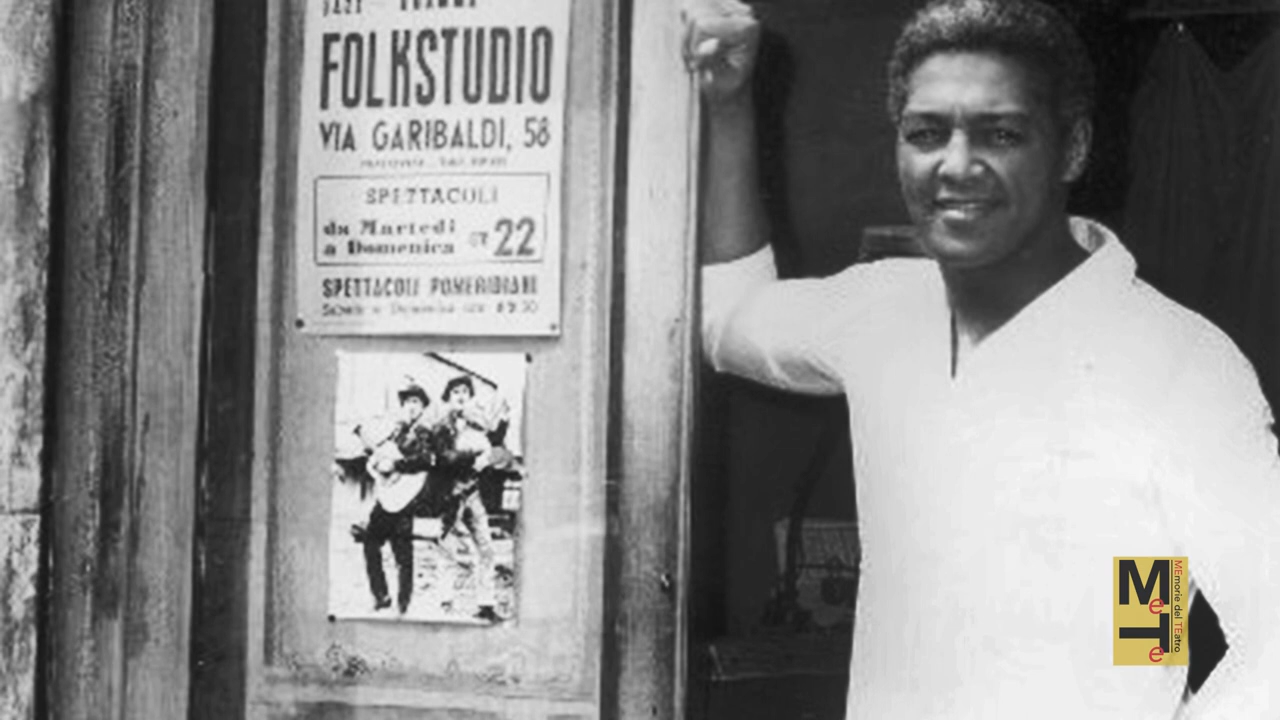 FOLKSTUDIO
VIA GARIBALDI, 58
SPETTACOLI
da Martedì
a Domenica
22
SPETTACOLI POMERIDIANI
MeTe
MEmorie del TEatro